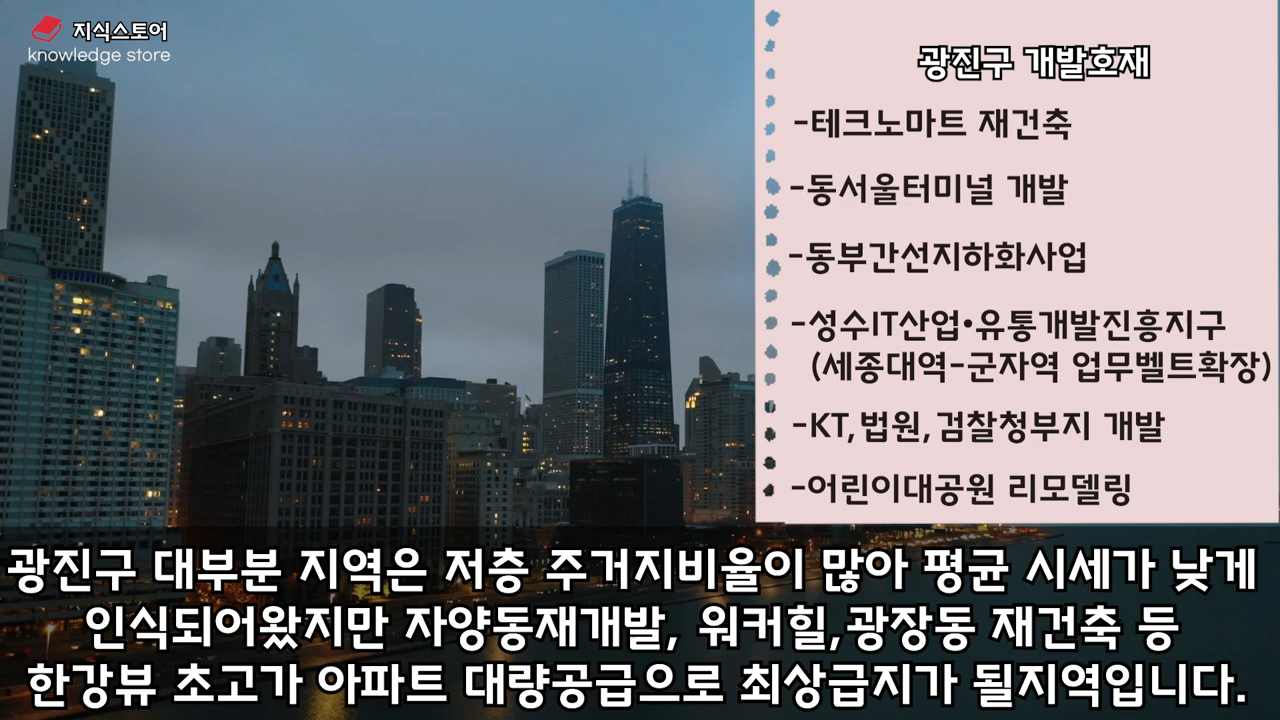 지식스토어
knowledge store
광진구 개발호재
-테크노마트 재건축
-동서울터미널 개발
-동부간선지하화사업
-성수IT산업•유통개발진흥지구
(세종대역-군자역 업무벨트확장)
-KT,법원,검찰청부지 개발
-어린이대공원 리모델링
광진구 대부분 지역은 저층 주거지비율이 많아 평균 시세가 낮게
인식되어왔지만 자양동재개발, 워커힐,광장동 재건축 등
한강뷰 초고가 아파트 대량공급으로 최상급지가 될지역입니다.